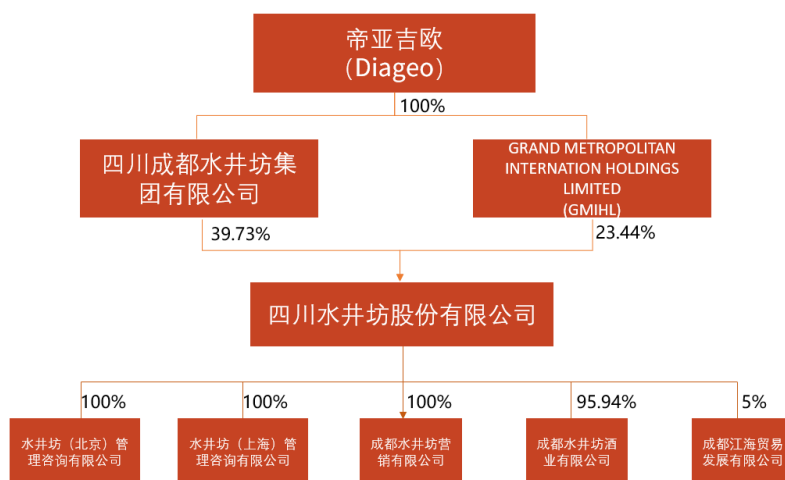 帝亚吉欧
(Diageo)
100%
四川成都水井坊集
团有限公司
GRAND METROPOLITAN
INTERNATION HOLDINGS
LIMITED
(GMIHL)
39.73%
23.44%
四川水井坊股份有限公司
100%
100%
100%
95.94%
5%
水井坊（北京）管
理咨询有限公司
水井坊（上海）管
理咨询有限公司
成都水井坊营
销有限公司
成都水井坊酒
业有限公司
成都江海贸易
发展有限公司